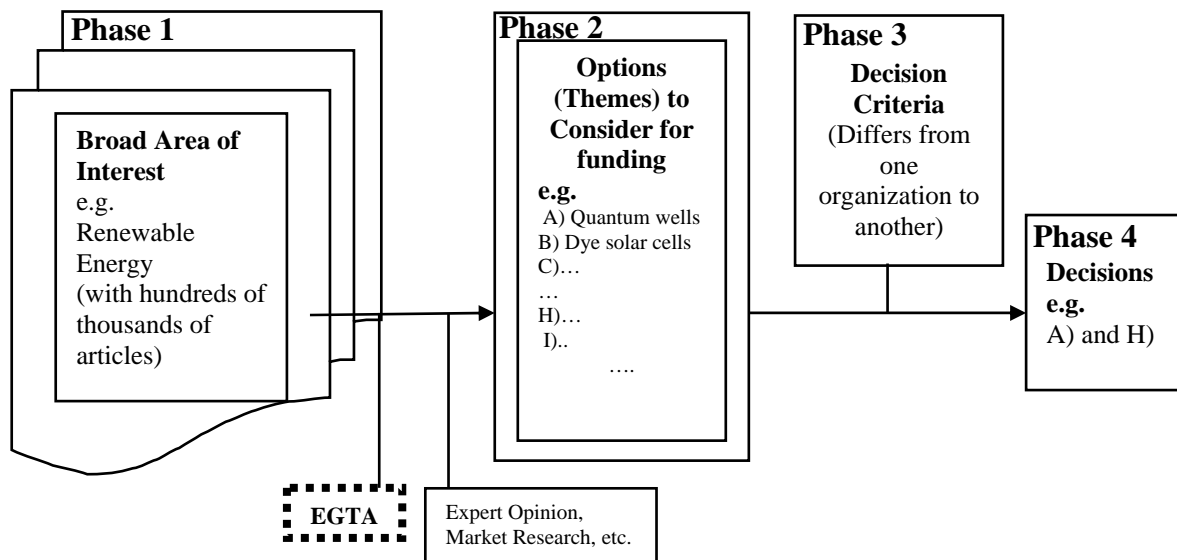 Phase 1
Broad Area of
Interest
e.g.
Renewable
Energy
(with hundreds of
thousands of
articles)
EGTA
Expert Opinion,
Market Research, etc.
Phase 2
Options
(Themes) to
Consider for
funding
e.g.
A) Quantum wells
B) Dye solar cells
C)…
…
H)…
I)..
….
Phase 3
Decision
Criteria
(Differs from
one
organization to
another)
Phase 4
Decisions
e.g.
A) and H)